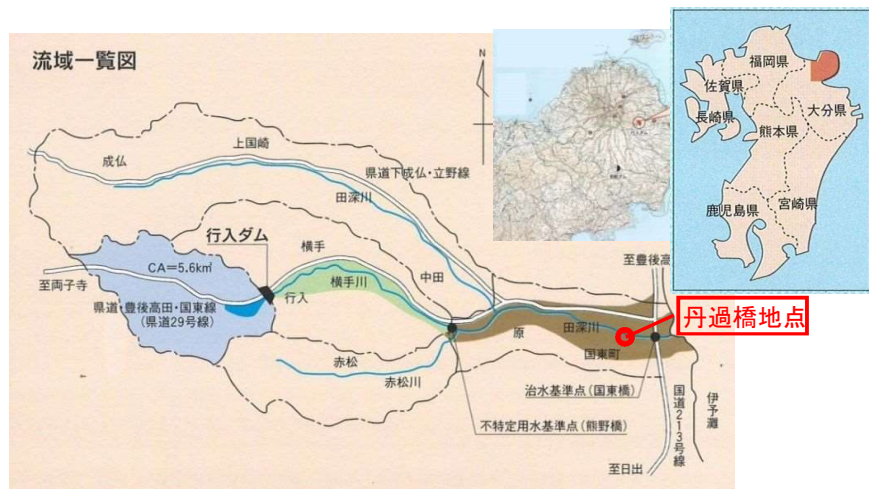 流域一覧図
N
成仏
上国崎
県道下成仏・立野線
田深川
行入ダム
横手
CA=5.6km²
至両子寺
横手川
中田
行入
県道・豊後高田・国東線
(県道29号線)
赤松
赤松川
原
田深川
国東町
至豊後高
丹過橋地点
治水基準点(国東橋)
不特定用水基準点(熊野橋)
国道213号線
伊予灘
至日出
福岡県
佐賀県
長崎県
大分県
熊本県
宮崎県
鹿児島県